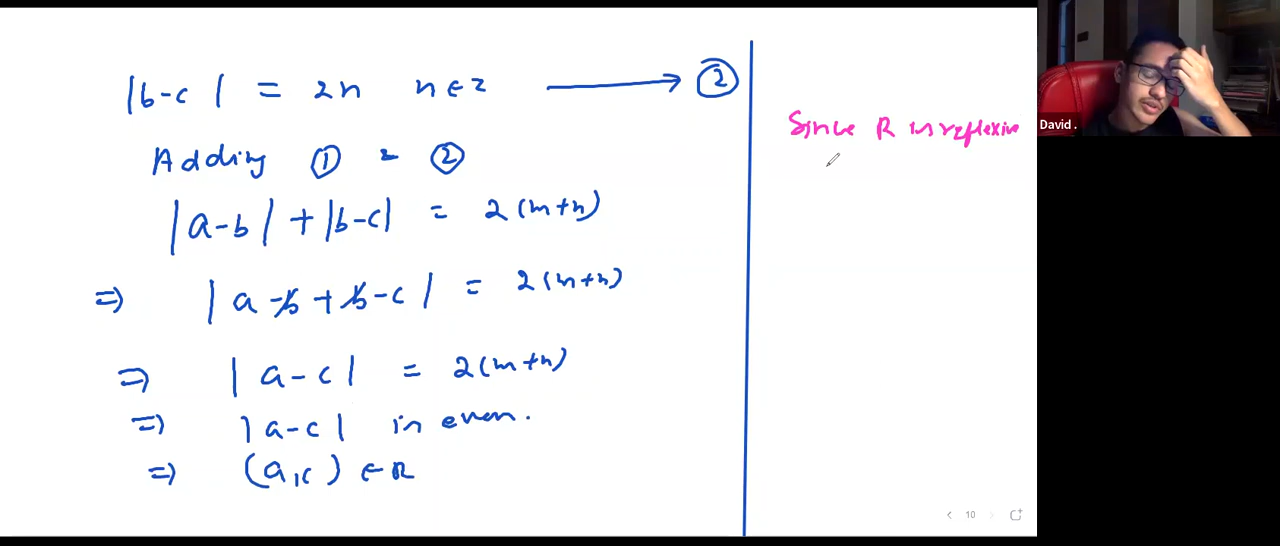 |b-c| = 2n n∈z ⟶ ②
Adding ① & ②
|a-b| + |b-c| = 2(m+n)
⇒ |a-b+b-c| = 2(m+n)
⇒ |a-c| = 2(m+n)
⇒ |a-c| is even.
⇒ (a,c) ∈ R
Since R is reflexive
David .
10